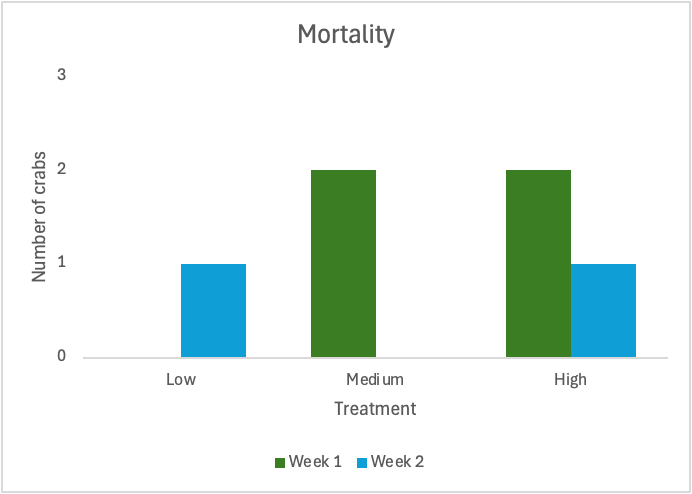 Mortality
3
2
1
0
Number of crabs
Low Medium High
Treatment
Week 1 Week 2